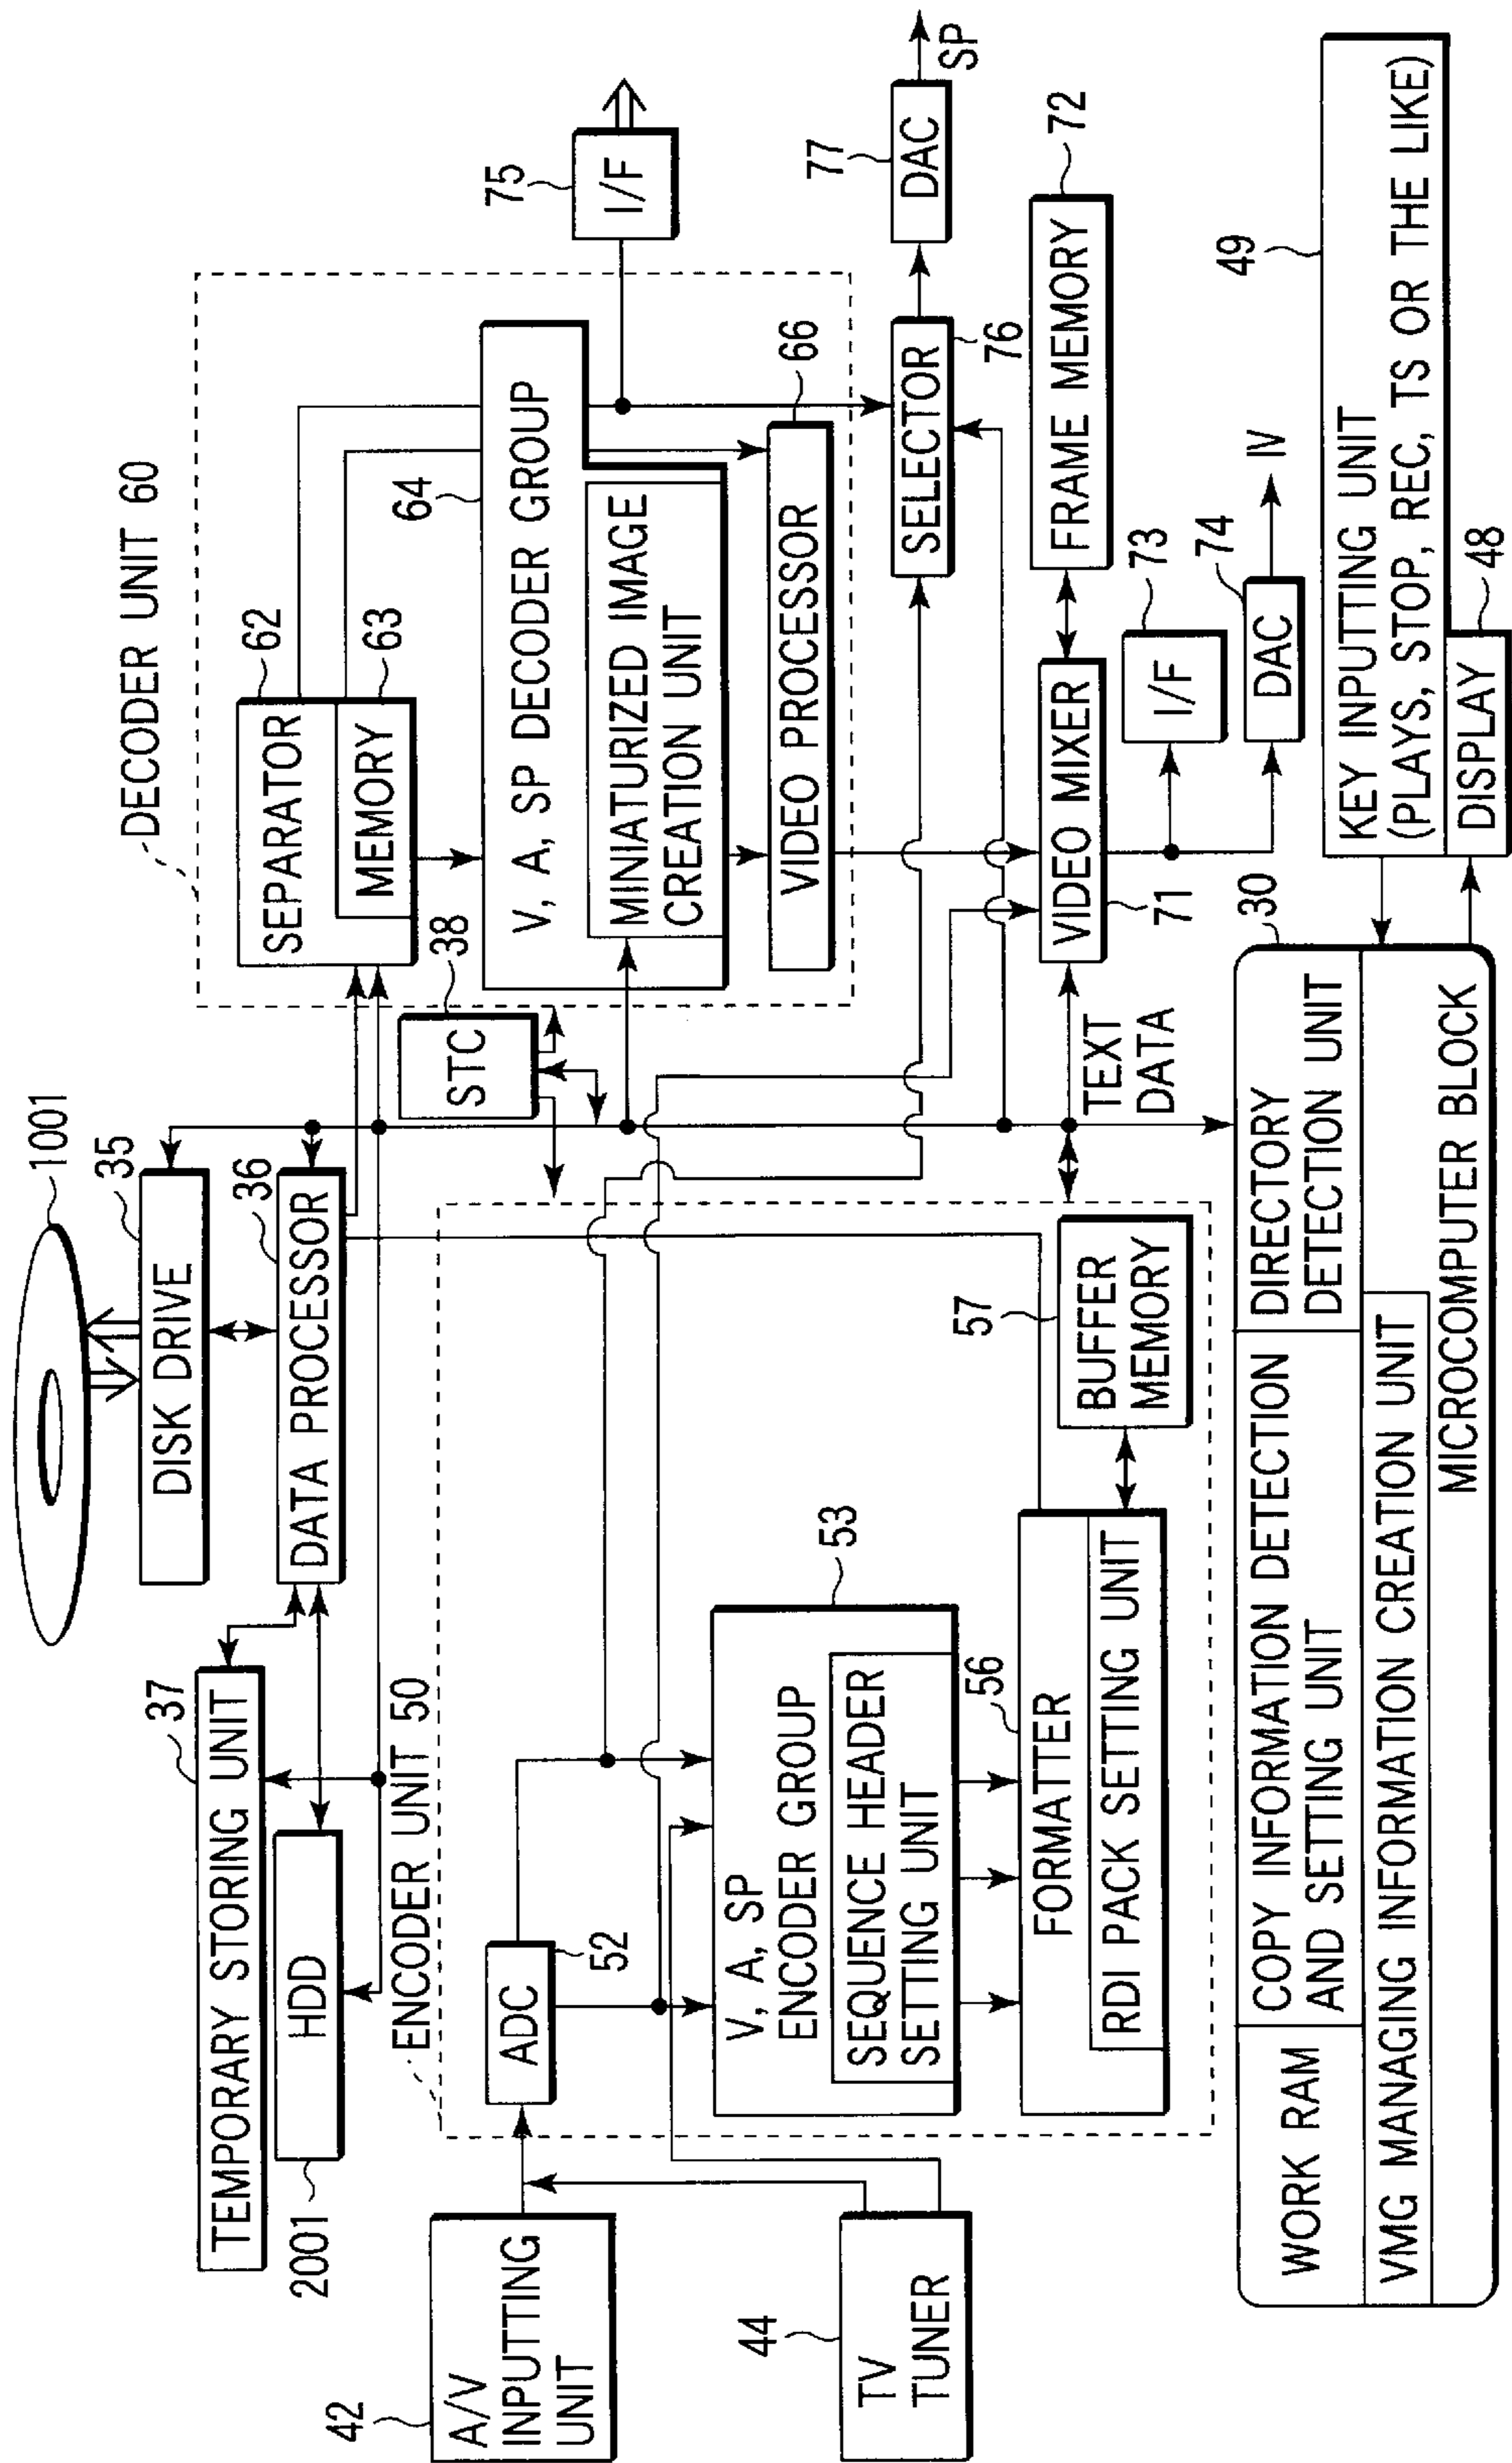 1001
35
DISK DRIVE
36
DATA PROCESSOR
37
TEMPORARY STORING UNIT
HDD
2001
ENCODER UNIT 50
42
A/V
INPUTTING
UNIT
44
TV
TUNER
ADC
52
V, A, SP
ENCODER GROUP
SEQUENCE HEADER
SETTING UNIT
53
FORMATTER
56
RDI PACK SETTING UNIT
57
BUFFER
MEMORY
STC
38
DECODER UNIT 60
SEPARATOR
62
MEMORY
63
64
V, A, SP DECODER GROUP
MINIATURIZED IMAGE
CREATION UNIT
VIDEO PROCESSOR
66
75
I/F
SELECTOR
76
77
DAC
SP
FRAME MEMORY
72
VIDEO MIXER
71
73
I/F
74
DAC
IV
TEXT
DATA
30
WORK RAM
COPY INFORMATION DETECTION
AND SETTING UNIT
DIRECTORY
DETECTION UNIT
VMG MANAGING INFORMATION CREATION UNIT
MICROCOMPUTER BLOCK
49
KEY INPUTTING UNIT
(PLAYS, STOP, REC, TS OR THE LIKE)
DISPLAY
48